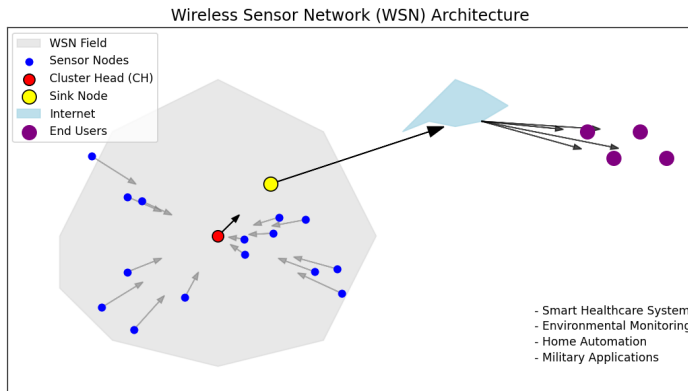 Wireless Sensor Network (WSN) Architecture
WSN Field
Sensor Nodes
Cluster Head (CH)
Sink Node
Internet
End Users
- Smart Healthcare System
- Environmental Monitoring
- Home Automation
- Military Applications